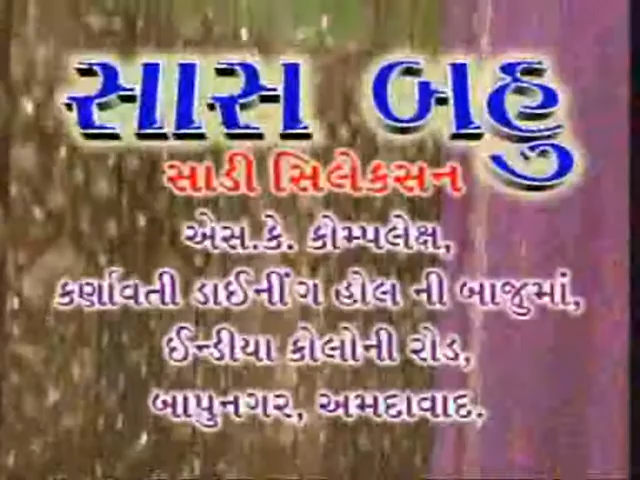 સાસ બહુ
સાડી સિલેકસન
એસ.કે. કોમ્પલેક્ષ,
કર્ણાવતી ડાઈનીંગ હોલ ની બાજુમાં,
ઈન્ડીયા કોલોની રોડ,
બાપુનગર, અમદાવાદ.